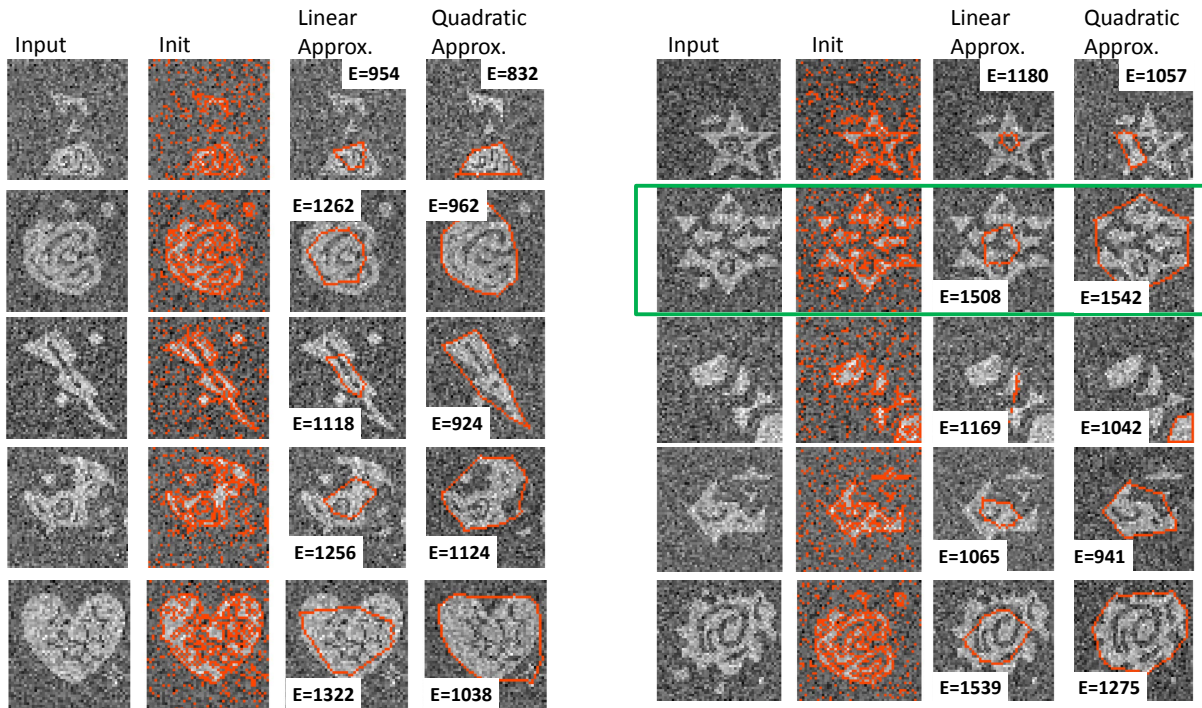 Input Init Linear Approx. Quadratic Approx.
E=954 E=832
E=1262 E=962
E=1118 E=924
E=1256 E=1124
E=1322 E=1038
Input Init Linear Approx. Quadratic Approx.
E=1180 E=1057
E=1508 E=1542
E=1169 E=1042
E=1065 E=941
E=1539 E=1275